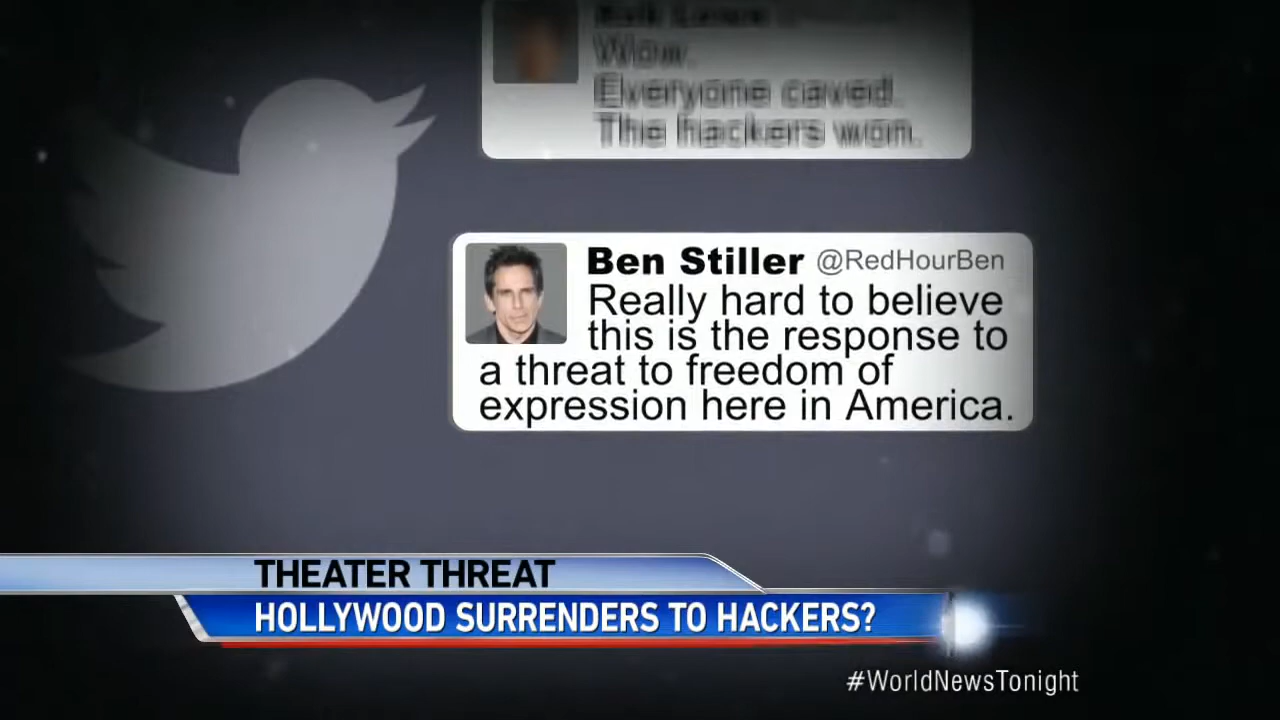 Wow.
Everyone caved.
The hackers won.
Ben Stiller @RedHourBen
Really hard to believe
this is the response to
a threat to freedom of
expression here in America.
THEATER THREAT
HOLLYWOOD SURRENDERS TO HACKERS?
#WorldNewsTonight